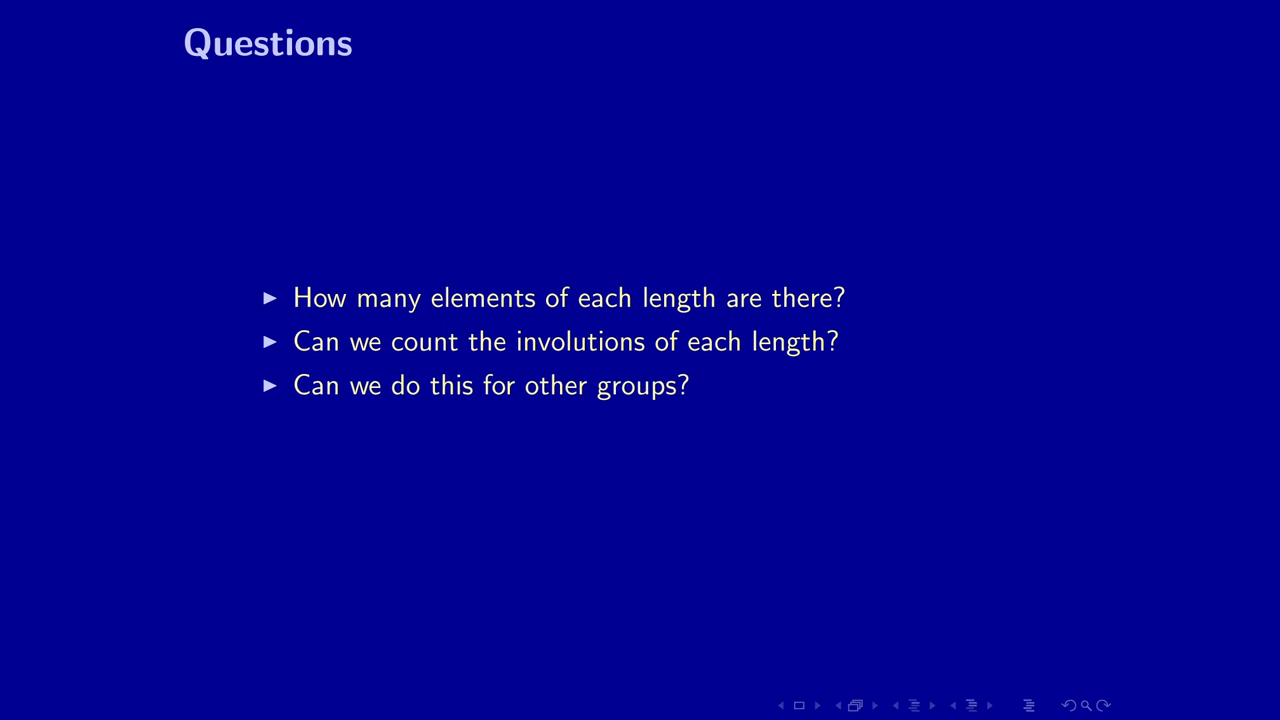 Questions
How many elements of each length are there?
Can we count the involutions of each length?
Can we do this for other groups?